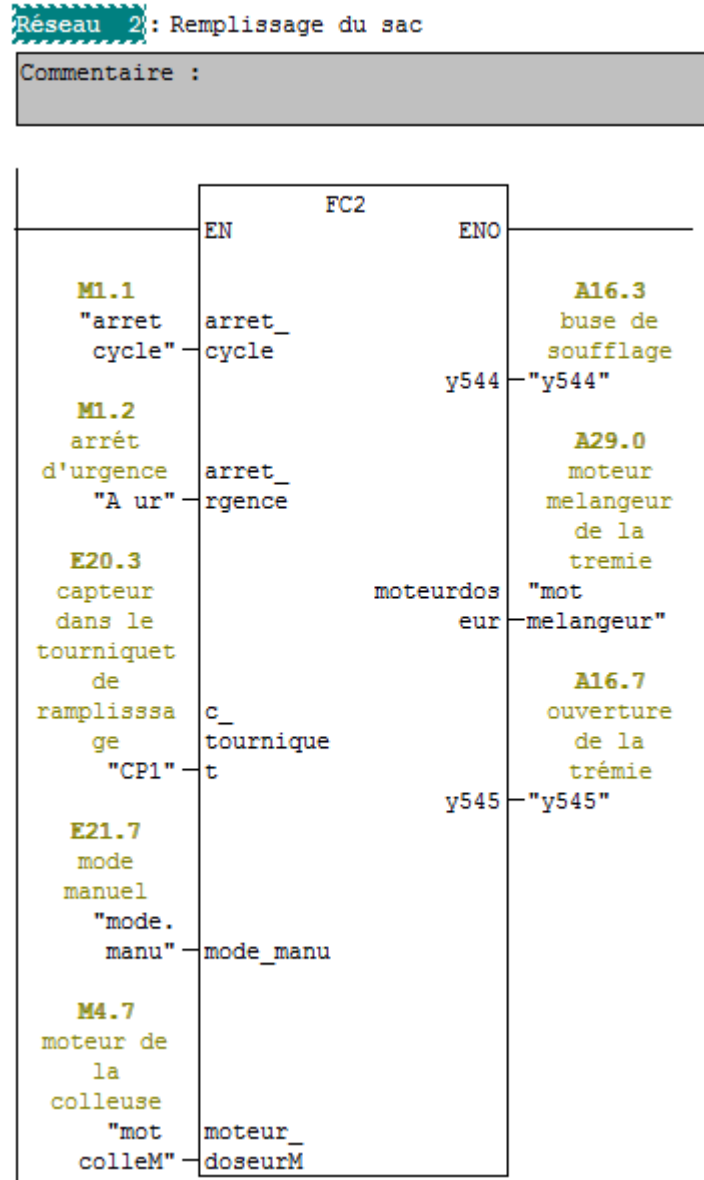 Réseau 2: Remplissage du sac
Commentaire :
FC2
EN ENO
M1.1
"arret
cycle"
arret_
cycle
A16.3
buse de
soufflage
y544
"y544"
M1.2
arrét
d'urgence
"A ur"
arret_
rgence
A29.0
moteur
melangeur
de la
tremie
moteurdos
eur
"mot
melangeur"
E20.3
capteur
dans le
tourniquet
de
ramplisssa
ge
"CP1"
c_
tournique
t
A16.7
ouverture
de la
trémie
y545
"y545"
E21.7
mode
manuel
"mode.
manu"
mode_manu
M4.7
moteur de
la
colleuse
"mot
colleM"
moteur_
doseurM